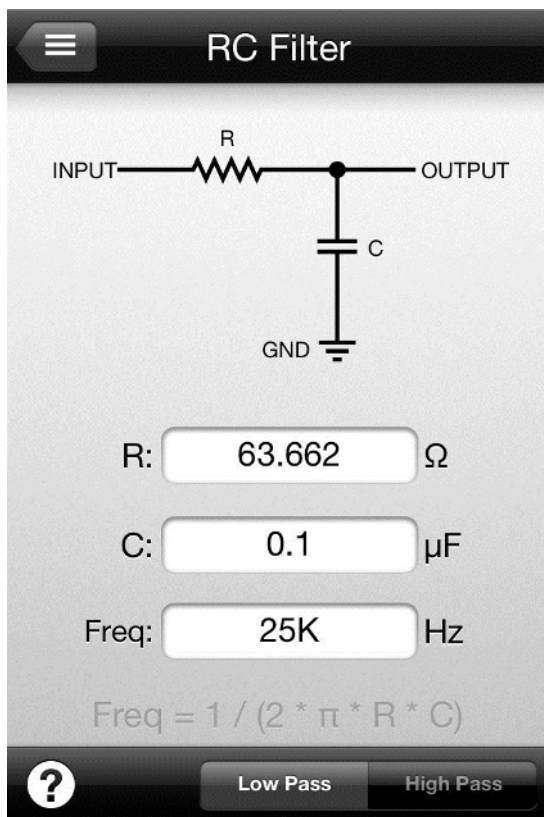 RC Filter
R
INPUT
OUTPUT
C
GND
R: 63.662 Ω
C: 0.1 µF
Freq: 25K Hz
Freq = 1 / (2 * π * R * C)
? Low Pass High Pass